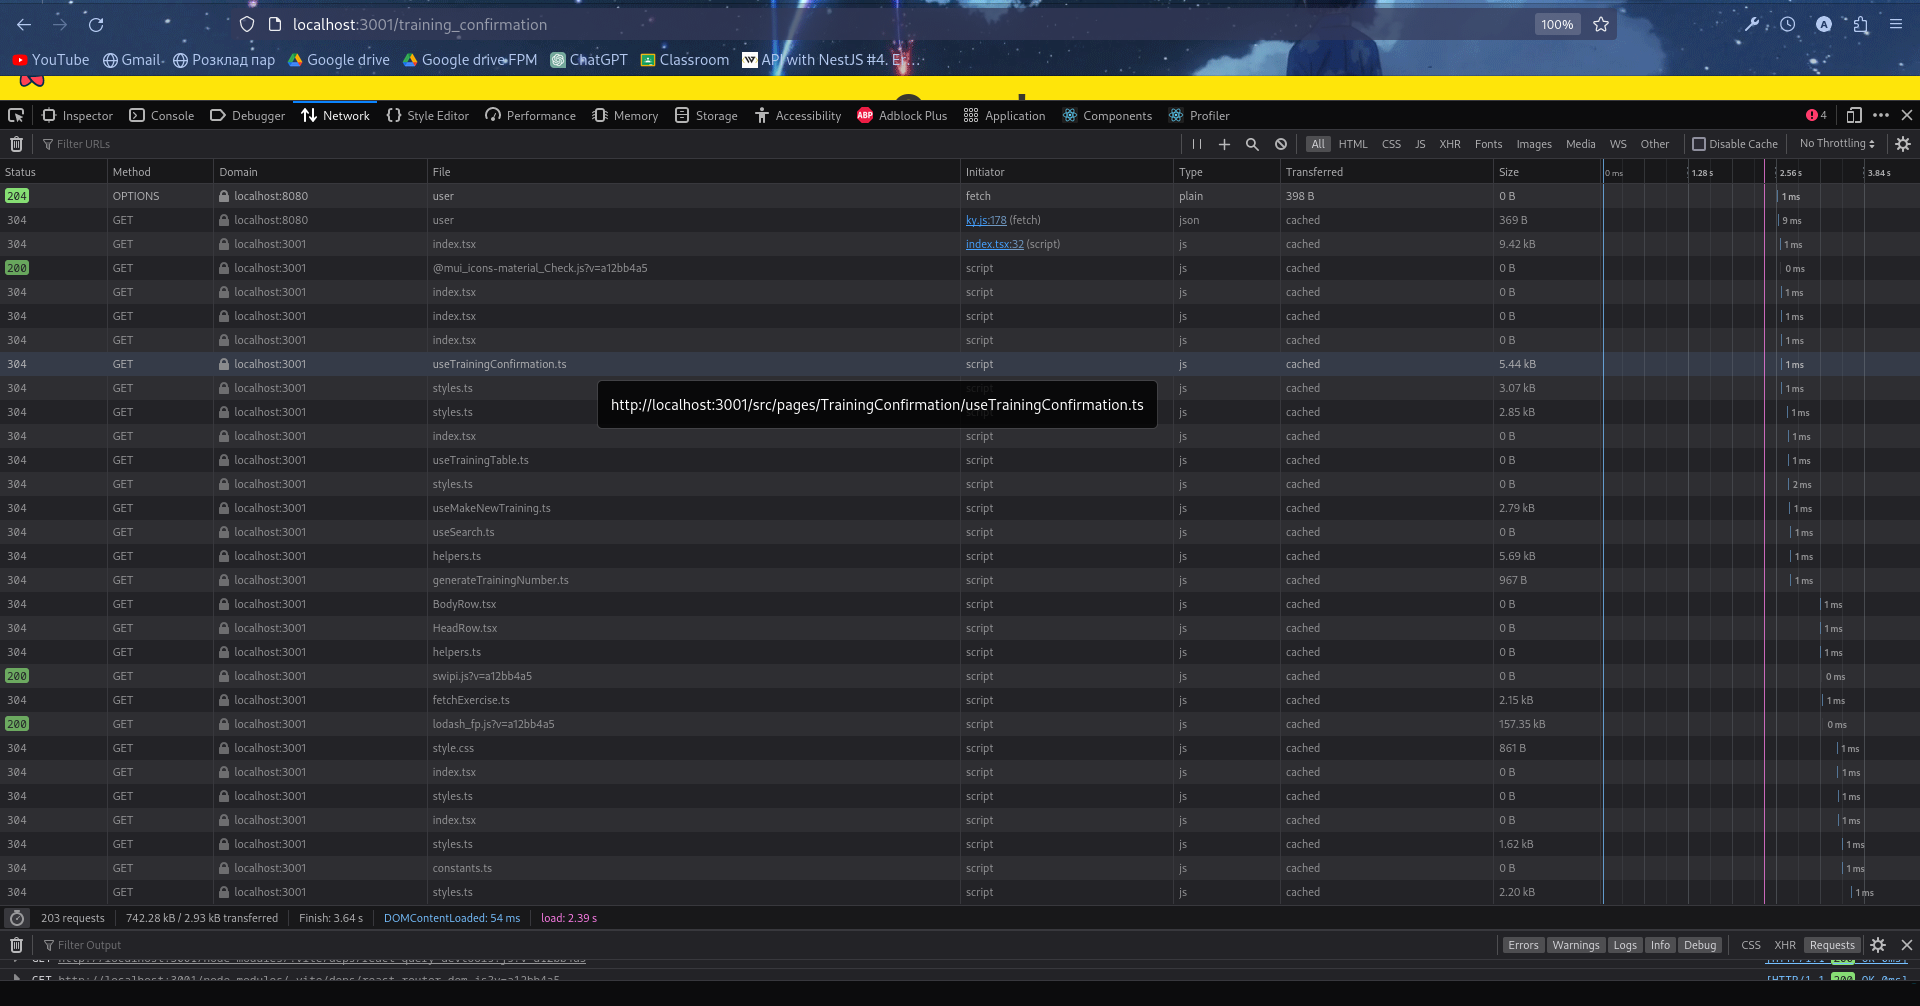 localhost:3001/training_confirmation 100%
YouTube Gmail Розклад пар Google drive Google drive FPM ChatGPT Classroom API with NestJS #4. Er…
Inspector Console Debugger Network Style Editor Performance Memory Storage Accessibility ABP Adblock Plus Application Components Profiler 4
Filter URLs All HTML CSS JS XHR Fonts Images Media WS Other Disable Cache No Throttling
Status Method Domain File Initiator Type Transferred Size 0 ms 1.28 s 2.56 s 3.84 s
204 OPTIONS localhost:8080 user fetch plain 398 B 0 B 1 ms
304 GET localhost:8080 user ky.js:178 (fetch) json cached 369 B 9 ms
304 GET localhost:3001 index.tsx index.tsx:32 (script) js cached 9.42 kB 1 ms
200 GET localhost:3001 @mui_icons-material_Check.js?v=a12bb4a5 script js cached 0 B 0 ms
304 GET localhost:3001 index.tsx script js cached 0 B 1 ms
304 GET localhost:3001 index.tsx script js cached 0 B 1 ms
304 GET localhost:3001 index.tsx script js cached 0 B 1 ms
304 GET localhost:3001 useTrainingConfirmation.ts script js cached 5.44 kB 1 ms
304 GET localhost:3001 styles.ts script js cached 3.07 kB 1 ms
http://localhost:3001/src/pages/TrainingConfirmation/useTrainingConfirmation.ts
304 GET localhost:3001 styles.ts js cached 2.85 kB 1 ms
304 GET localhost:3001 index.tsx script js cached 0 B 1 ms
304 GET localhost:3001 useTrainingTable.ts script js cached 0 B 1 ms
304 GET localhost:3001 styles.ts script js cached 0 B 2 ms
304 GET localhost:3001 useMakeNewTraining.ts script js cached 2.79 kB 1 ms
304 GET localhost:3001 useSearch.ts script js cached 0 B 1 ms
304 GET localhost:3001 helpers.ts script js cached 5.69 kB 1 ms
304 GET localhost:3001 generateTrainingNumber.ts script js cached 967 B 1 ms
304 GET localhost:3001 BodyRow.tsx script js cached 0 B 1 ms
304 GET localhost:3001 HeadRow.tsx script js cached 0 B 1 ms
304 GET localhost:3001 helpers.ts script js cached 0 B 1 ms
200 GET localhost:3001 swipi.js?v=a12bb4a5 script js cached 0 B 0 ms
304 GET localhost:3001 fetchExercise.ts script js cached 2.15 kB 1 ms
200 GET localhost:3001 lodash_fp.js?v=a12bb4a5 script js cached 157.35 kB 0 ms
304 GET localhost:3001 style.css script js cached 861 B 1 ms
304 GET localhost:3001 index.tsx script js cached 0 B 1 ms
304 GET localhost:3001 styles.ts script js cached 0 B 1 ms
304 GET localhost:3001 index.tsx script js cached 0 B 1 ms
304 GET localhost:3001 styles.ts script js cached 1.62 kB 1 ms
304 GET localhost:3001 constants.ts script js cached 0 B 1 ms
304 GET localhost:3001 styles.ts script js cached 2.20 kB 1 ms
203 requests 742.28 kB / 2.93 kB transferred Finish: 3.64 s DOMContentLoaded: 54 ms load: 2.39 s
Filter Output Errors Warnings Logs Info Debug CSS XHR Requests